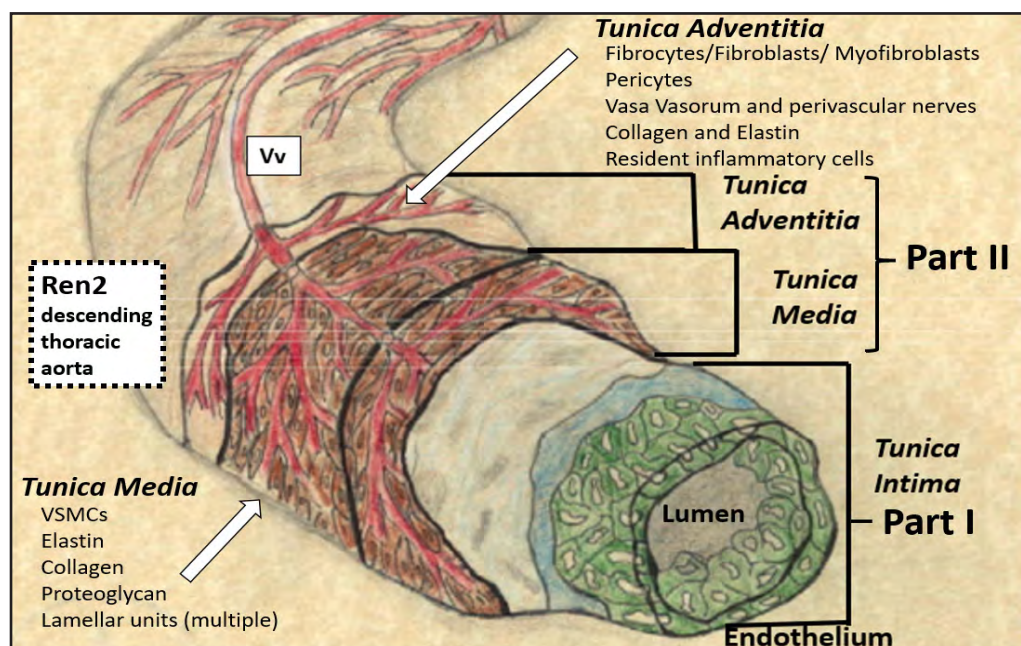 Tunica Adventitia
Fibrocytes/Fibroblasts/ Myofibroblasts
Pericytes
Vasa Vasorum and perivascular nerves
Collagen and Elastin
Resident inflammatory cells
Vv
Tunica
Adventitia
Part II
Tunica
Media
Ren2
descending
thoracic
aorta
Tunica
Intima
Part I
Lumen
Tunica Media
VSMCs
Elastin
Collagen
Proteoglycan
Lamellar units (multiple)
Endothelium